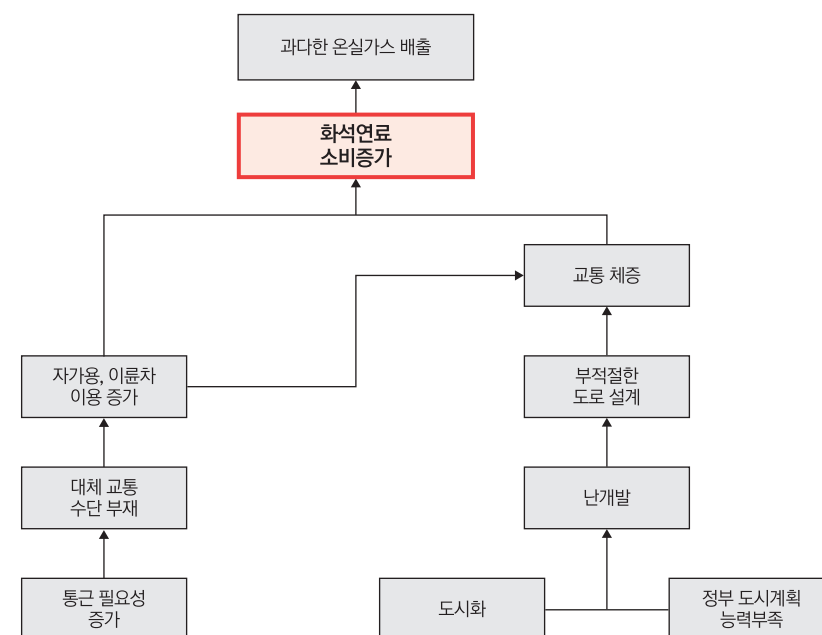 과다한 온실가스 배출
화석연료
소비증가
교통 체증
자가용, 이륜차
이용 증가
부적절한
도로 설계
대체 교통
수단 부재
난개발
통근 필요성
증가
도시화
정부 도시계획
능력부족